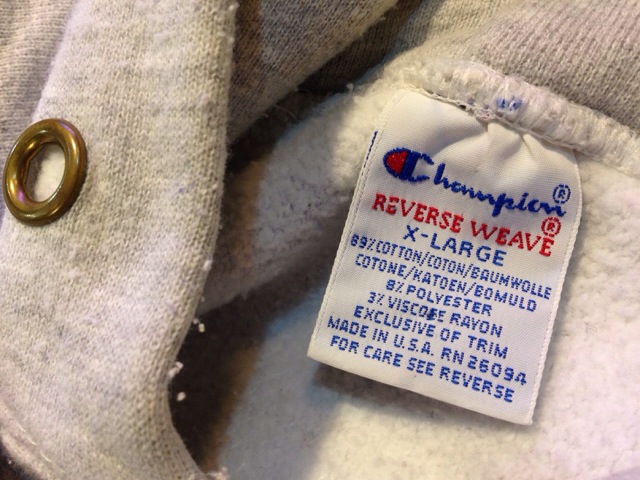 Champion®
REVERSE WEAVE®
X-LARGE
89% COTTON/COTON/BAUMWOLLE
COTONE/KATOEN/BOMULD
8% POLYESTER
3% VISCOSE RAYON
EXCLUSIVE OF TRIM
MADE IN U.S.A. RN 26094
FOR CARE SEE REVERSE